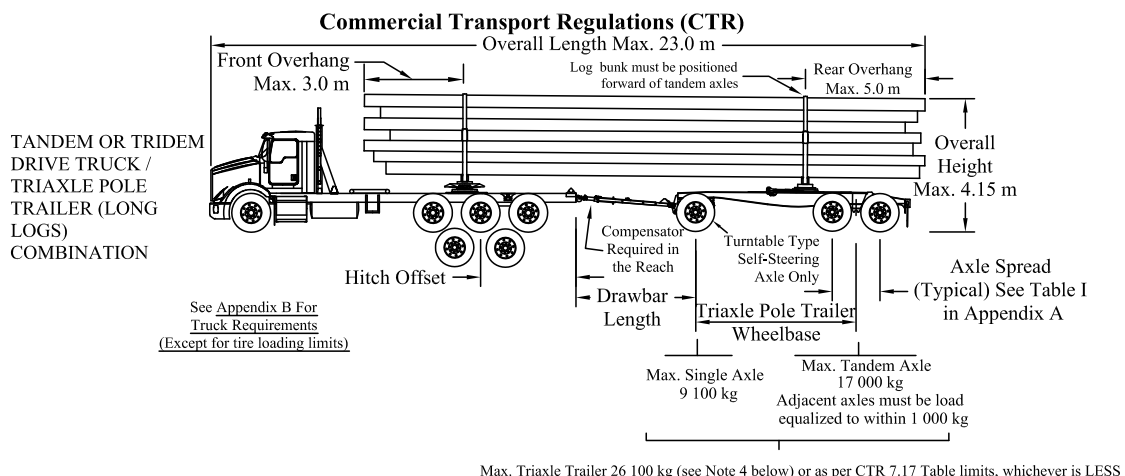 Commercial Transport Regulations (CTR)
Overall Length Max. 23.0 m
Front Overhang
Max. 3.0 m
Log bunk must be positioned
forward of tandem axles
Rear Overhang
Max. 5.0 m
TANDEM OR TRIDEM
DRIVE TRUCK /
TRIAXLE POLE
TRAILER (LONG
LOGS)
COMBINATION
Overall
Height
Max. 4.15 m
Compensator
Required in
the Reach
Turntable Type
Self-Steering
Axle Only
Hitch Offset
Axle Spread
(Typical) See Table I
in Appendix A
Drawbar
Length
Triaxle Pole Trailer
Wheelbase
See Appendix B For
Truck Requirements
(Except for tire loading limits)
Max. Single Axle
9 100 kg
Max. Tandem Axle
17 000 kg
Adjacent axles must be load
equalized to within 1 000 kg
Max. Triaxle Trailer 26 100 kg (see Note 4 below) or as per CTR 7.17 Table limits, whichever is LESS